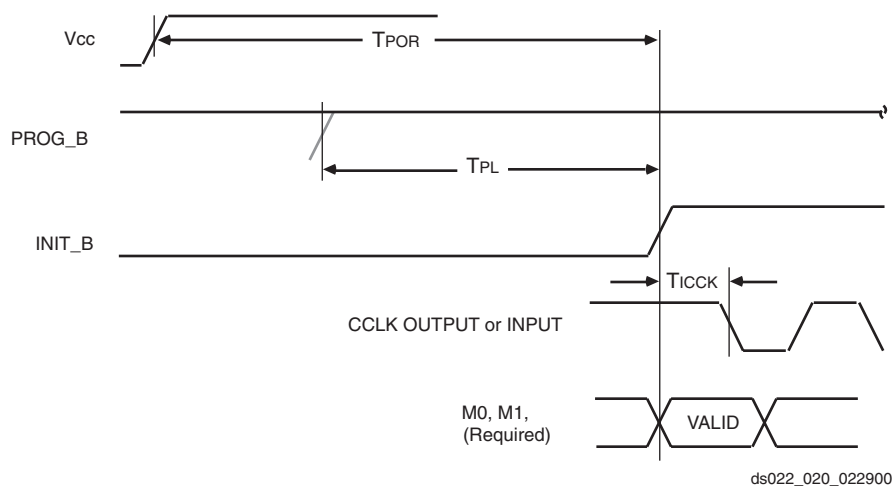 Vcc
TPOR
PROG_B
TPL
INIT_B
TICCK
CCLK OUTPUT or INPUT
M0, M1,
(Required)
VALID
ds022_020_022900